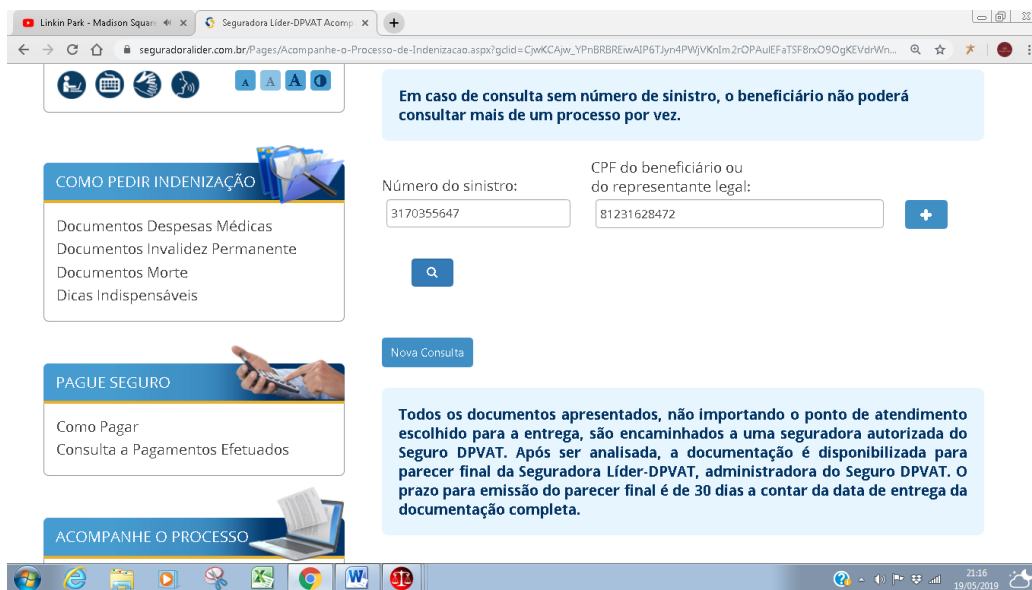 Linkin Park - Madison Squar
Seguradora Líder-DPVAT Acomp
seguradoralider.com.br/Pages/Acompanhe-o-Processo-de-Indenizacao.aspx?gclid=CjwKCAjw_YPnBRBREiwAIP6TJyn4PWjVKnIm2rOPAulEFaTSF8rxO9OgKEVdrWn...
A A A
Em caso de consulta sem número de sinistro, o beneficiário não poderá
consultar mais de um processo por vez.
COMO PEDIR INDENIZAÇÃO
Documentos Despesas Médicas
Documentos Invalidez Permanente
Documentos Morte
Dicas Indispensáveis
Número do sinistro:
CPF do beneficiário ou
do representante legal:
3170355647
81231628472
Nova Consulta
PAGUE SEGURO
Como Pagar
Consulta a Pagamentos Efetuados
Todos os documentos apresentados, não importando o ponto de atendimento
escolhido para a entrega, são encaminhados a uma seguradora autorizada do
Seguro DPVAT. Após ser analisada, a documentação é disponibilizada para
parecer final da Seguradora Líder-DPVAT, administradora do Seguro DPVAT. O
prazo para emissão do parecer final é de 30 dias a contar da data de entrega da
documentação completa.
ACOMPANHE O PROCESSO
21:16
19/05/2019